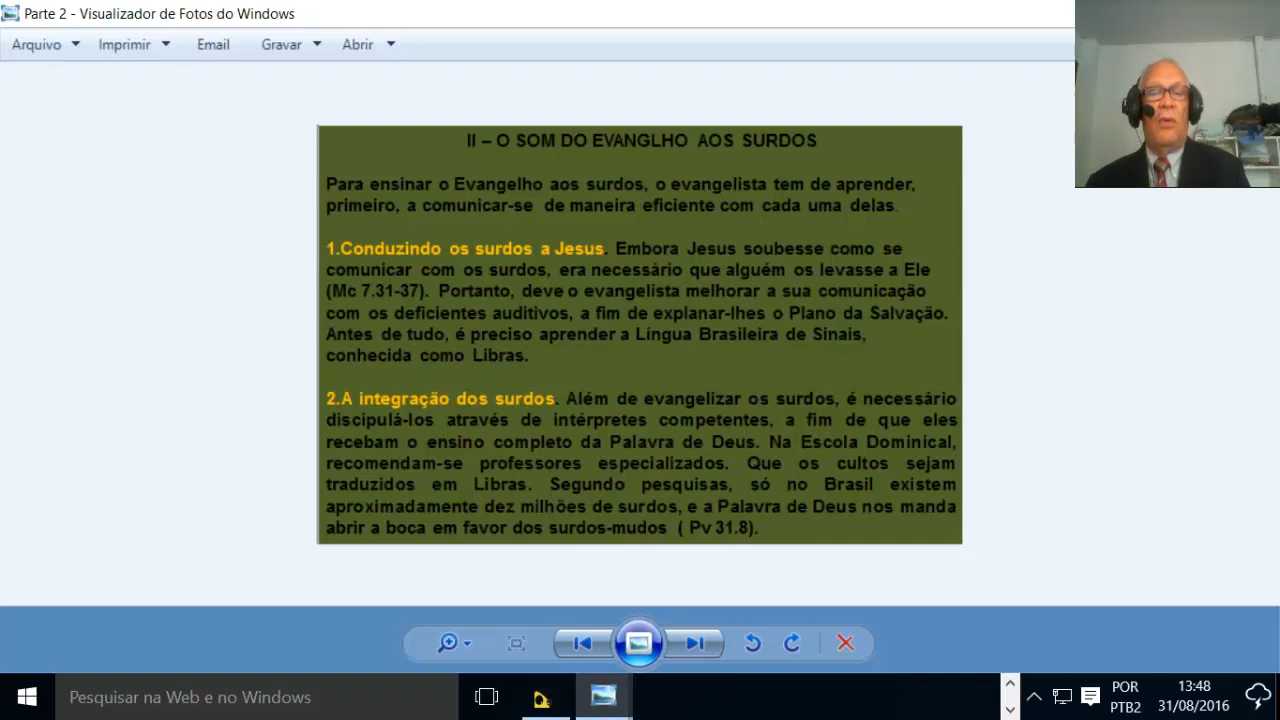 Parte 2 - Visualizador de Fotos do Windows
Arquivo Imprimir Email Gravar Abrir
II – O SOM DO EVANGLHO AOS SURDOS
Para ensinar o Evangelho aos surdos, o evangelista tem de aprender,
primeiro, a comunicar-se de maneira eficiente com cada uma delas.
1.Conduzindo os surdos a Jesus. Embora Jesus soubesse como se
comunicar com os surdos, era necessário que alguém os levasse a Ele
(Mc 7.31-37). Portanto, deve o evangelista melhorar a sua comunicação
com os deficientes auditivos, a fim de explanar-lhes o Plano da Salvação.
Antes de tudo, é preciso aprender a Língua Brasileira de Sinais,
conhecida como Libras.
2.A integração dos surdos. Além de evangelizar os surdos, é necessário
discipulá-los através de intérpretes competentes, a fim de que eles
recebam o ensino completo da Palavra de Deus. Na Escola Dominical,
recomendam-se professores especializados. Que os cultos sejam
traduzidos em Libras. Segundo pesquisas, só no Brasil existem
aproximadamente dez milhões de surdos, e a Palavra de Deus nos manda
abrir a boca em favor dos surdos-mudos ( Pv 31.8).
Pesquisar na Web e no Windows
POR
PTB2
13:48
31/08/2016